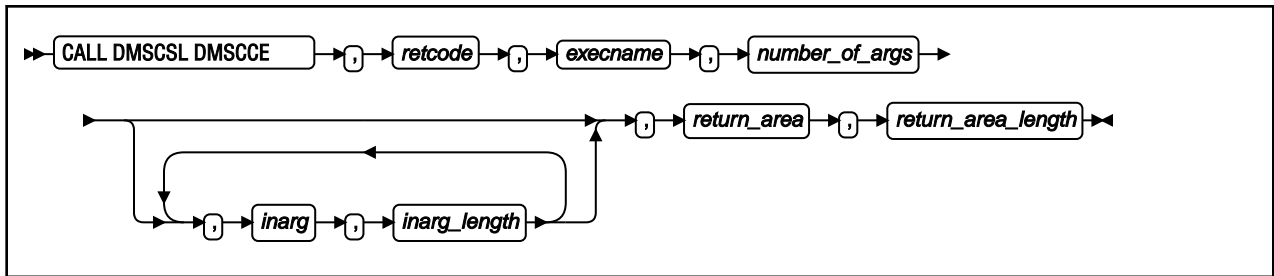 CALL DMSCSL DMSCCE , retcode , execname , number_of_args
, return_area , return_area_length
, inarg , inarg_length